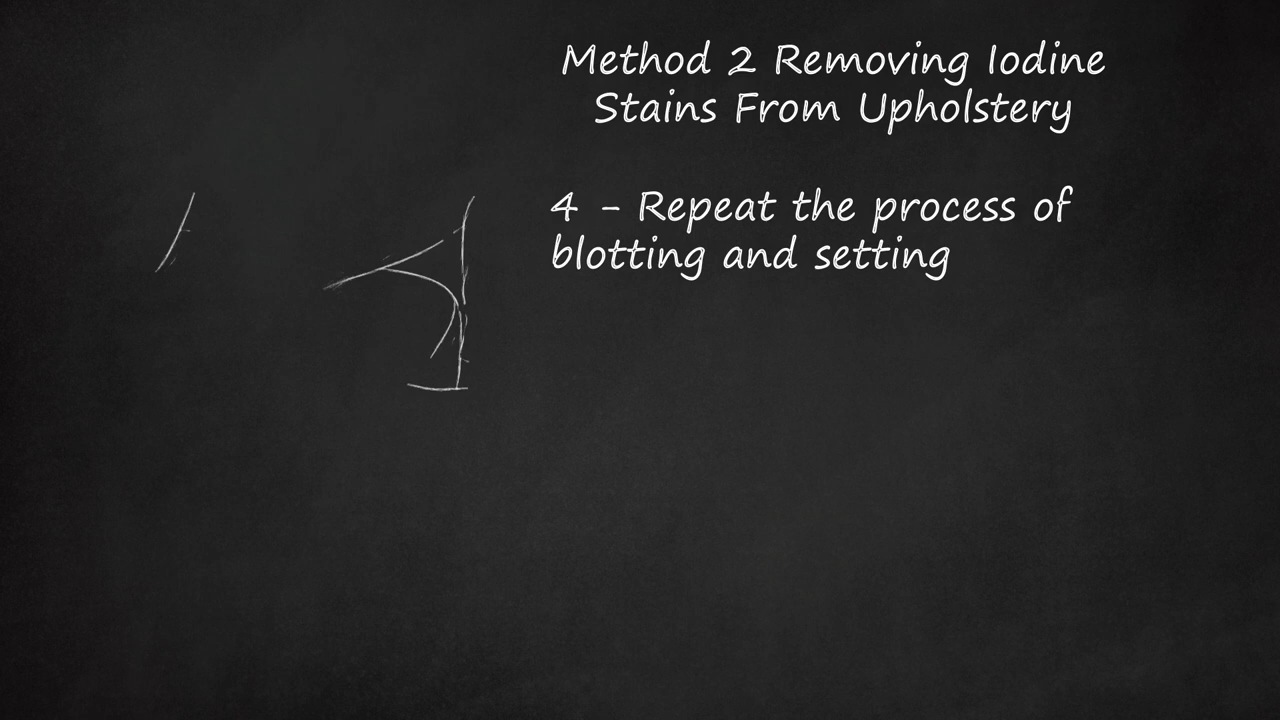 Method 2 Removing Iodine
Stains From Upholstery
4 - Repeat the process of
blotting and setting